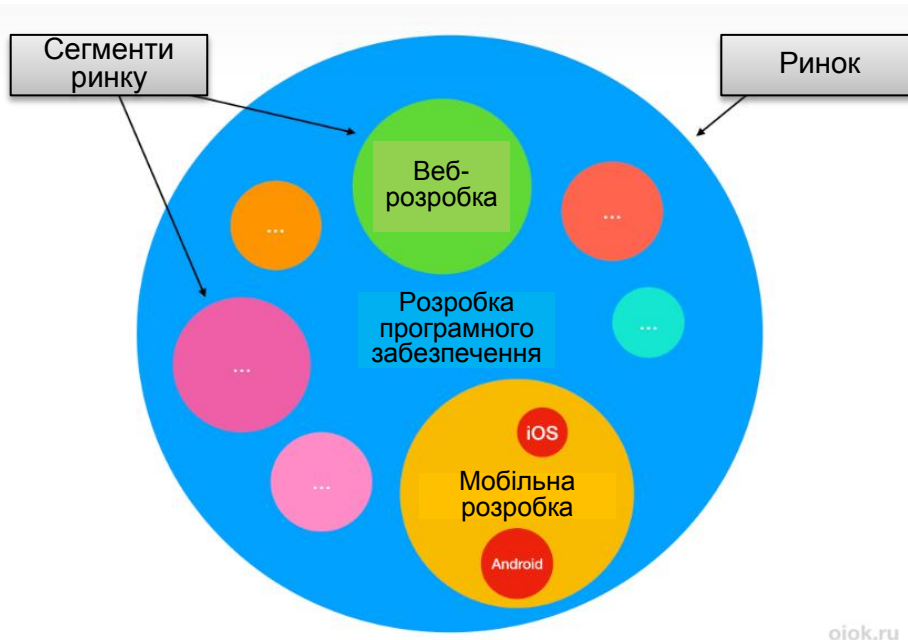 Сегменти
ринку
Ринок
Веб-
розробка
...
...
Розробка
програмного
забезпечення
...
...
iOS
...
Мобільна
розробка
Android
ojok.ru